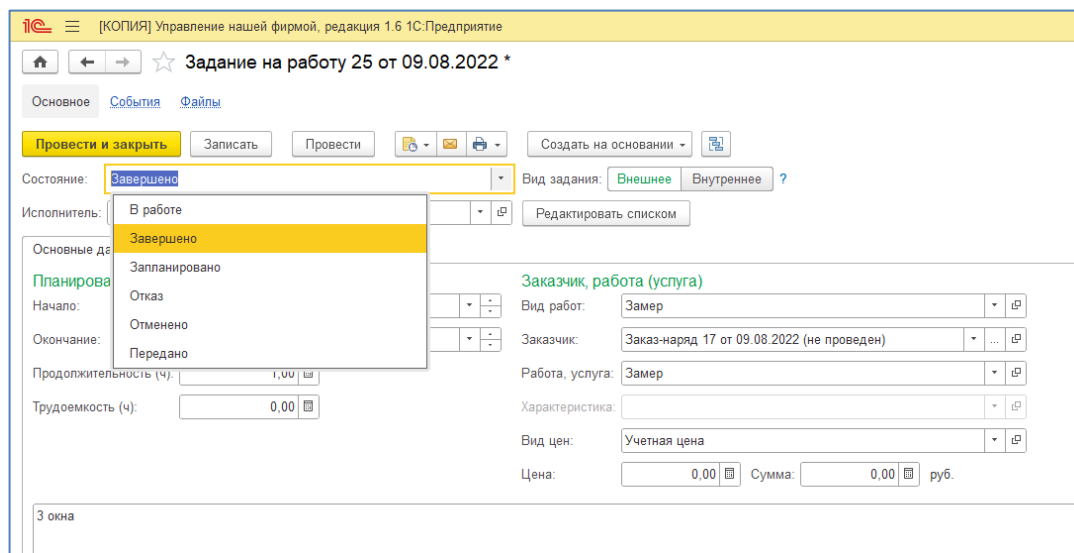 1С [КОПИЯ] Управление нашей фирмой, редакция 1.6 1С:Предприятие
Задание на работу 25 от 09.08.2022 *
Основное События Файлы
Провести и закрыть Записать Провести Создать на основании
Состояние: Завершено Вид задания: Внешнее Внутреннее ?
Исполнитель: Редактировать списком
В работе
Завершено
Запланировано
Отказ
Отменено
Передано
Основные да
Планирова Заказчик, работа (услуга)
Начало: Вид работ: Замер
Окончание: Заказчик: Заказ-наряд 17 от 09.08.2022 (не проведен) ...
Продолжительность (ч): 1,00 Работа, услуга: Замер
Трудоемкость (ч): 0,00 Характеристика:
Вид цен: Учетная цена
Цена: 0,00 Сумма: 0,00 руб.
3 окна